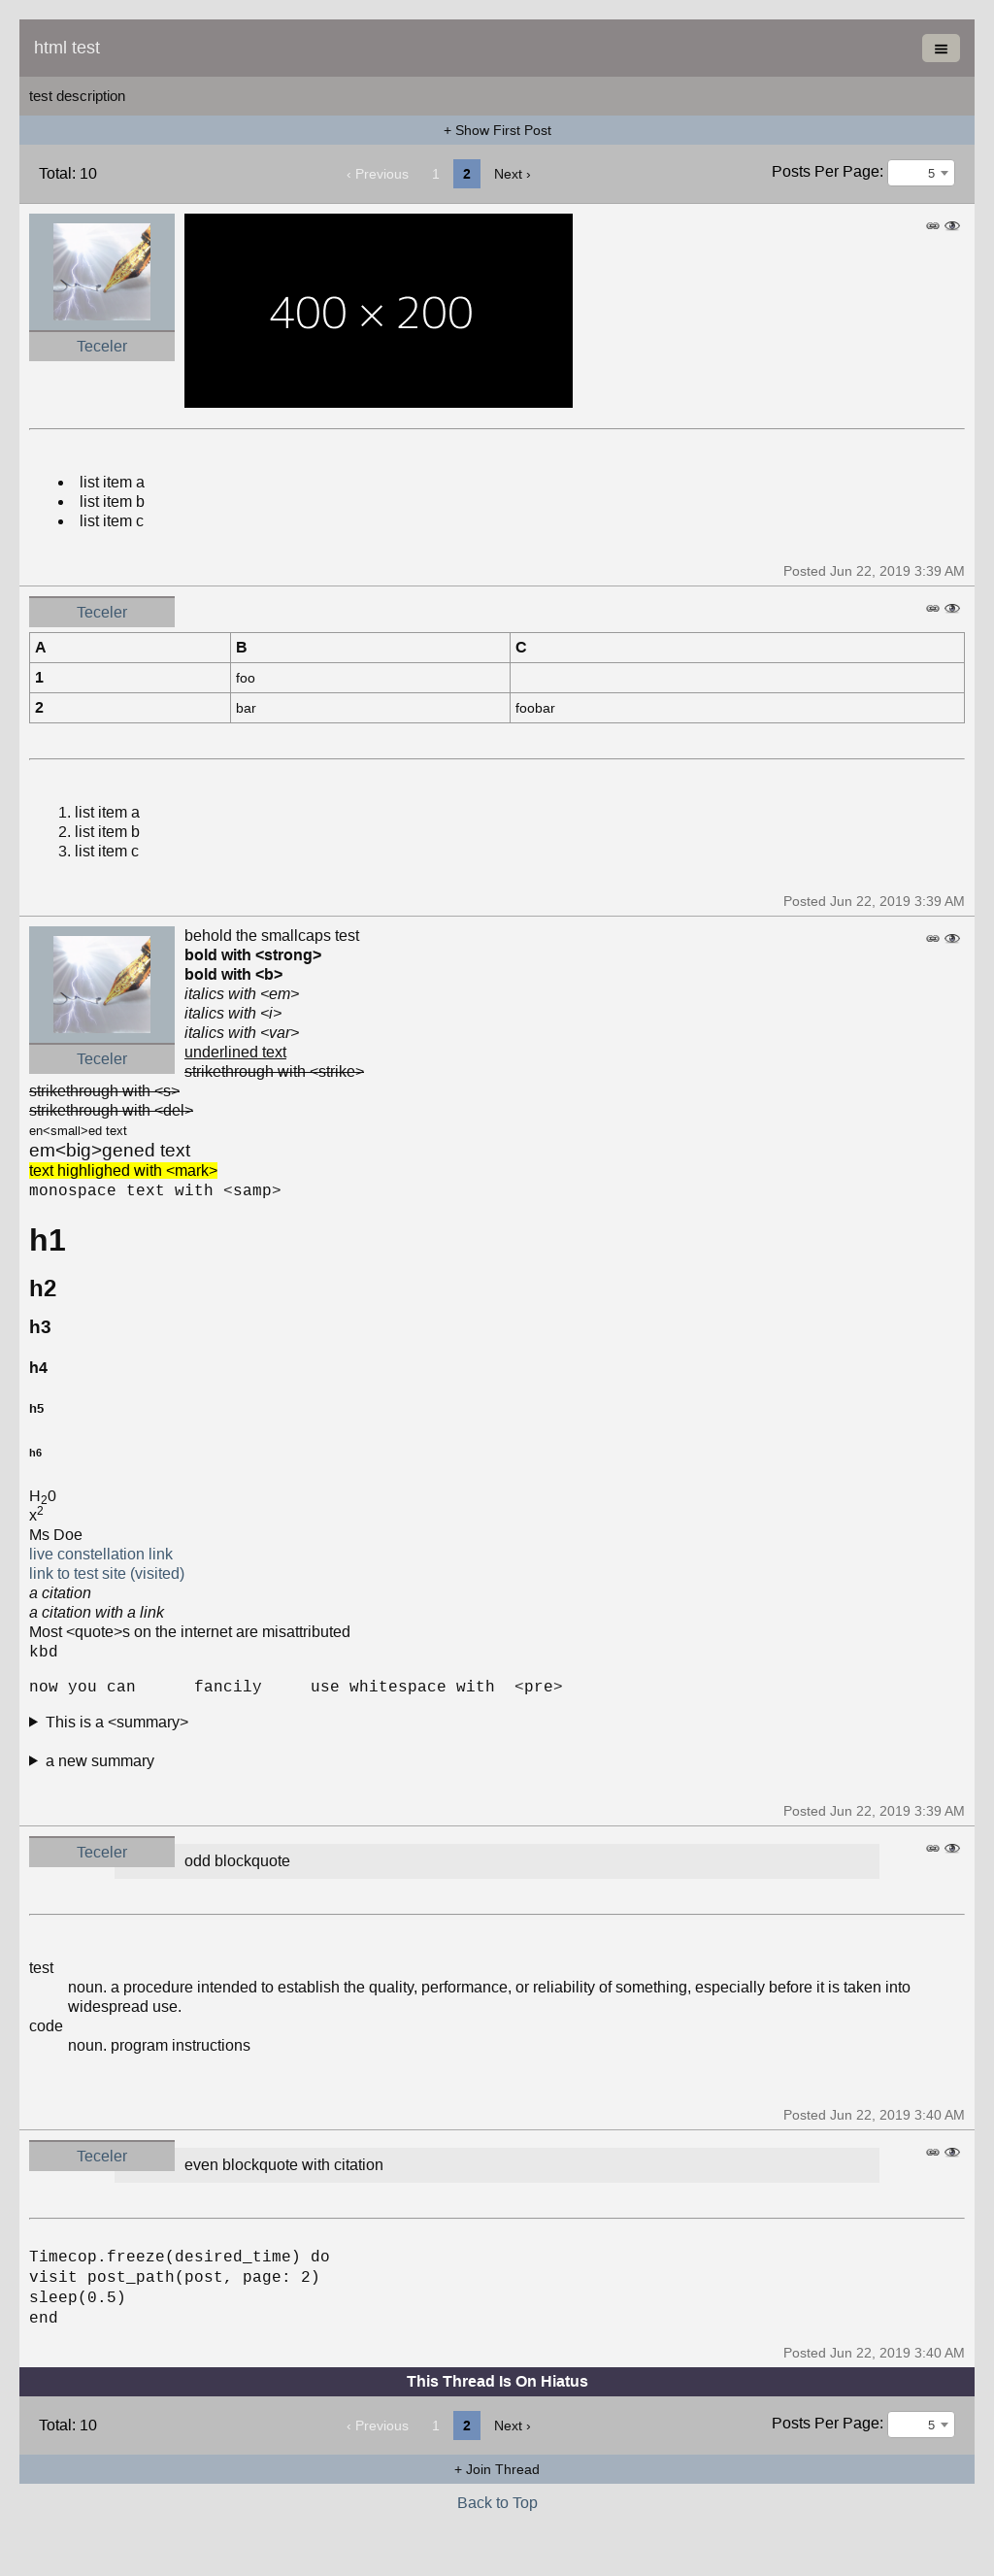 html test
test description
+ Show First Post
Total: 10
‹ Previous 1 2 Next ›
Posts Per Page: 5
400 × 200
Teceler
list item a
list item b
list item c
Posted Jun 22, 2019 3:39 AM
Teceler
A B C
1 foo
2 bar foobar
1. list item a
2. list item b
3. list item c
Posted Jun 22, 2019 3:39 AM
Teceler
behold the smallcaps test
bold with <strong>
bold with <b>
italics with <em>
italics with <i>
italics with <var>
underlined text
strikethrough with <strike>
strikethrough with <s>
strikethrough with <del>
en<small>ed text
em<big>gened text
text highlighed with <mark>
monospace text with <samp>
h1
h2
h3
h4
h5
h6
H20
x2
Ms Doe
live constellation link
link to test site (visited)
a citation
a citation with a link
Most <quote>s on the internet are misattributed
kbd
now you can      fancily     use whitespace with  <pre>
This is a <summary>
a new summary
Posted Jun 22, 2019 3:39 AM
Teceler
odd blockquote
test
noun. a procedure intended to establish the quality, performance, or reliability of something, especially before it is taken into
widespread use.
code
noun. program instructions
Posted Jun 22, 2019 3:40 AM
Teceler
even blockquote with citation
Timecop.freeze(desired_time) do
visit post_path(post, page: 2)
sleep(0.5)
end
Posted Jun 22, 2019 3:40 AM
This Thread Is On Hiatus
Total: 10
‹ Previous 1 2 Next ›
Posts Per Page: 5
+ Join Thread
Back to Top